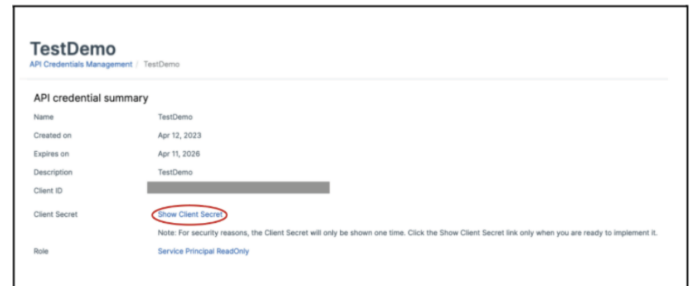 TestDemo
API Credentials Management / TestDemo
API credential summary
Name TestDemo
Created on Apr 12, 2023
Expires on Apr 11, 2026
Description TestDemo
Client ID
Client Secret Show Client Secret
Note: For security reasons, the Client Secret will only be shown one time. Click the Show Client Secret link only when you are ready to implement it.
Role Service Principal ReadOnly